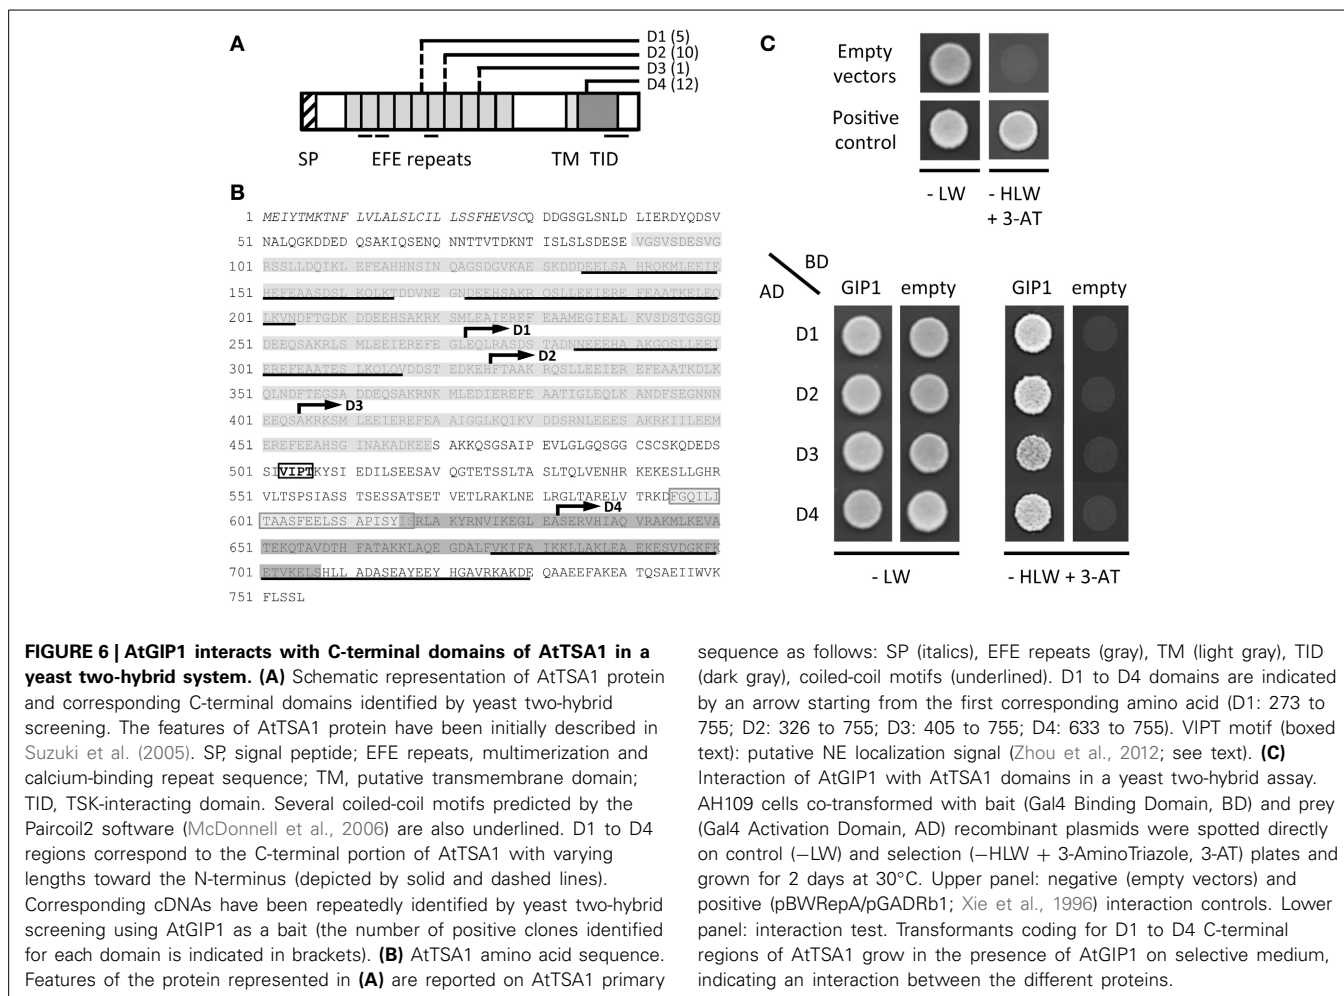 A
D1 (5)
D2 (10)
D3 (1)
D4 (12)
SP
EFE repeats
TM
TID
B
1 MEIYTMKTNF LVLALSLCIL LSSFHEVSCQ DDGSGLSNLD LIERDYQDSV
51 NALQGKDDED QSAKIQSENQ NNTTVTDKNT ISLSLSDESE VGSVSDESVG
101 RSSLLDQIKL EFEAHHNSIN QAGSDGVKAE SKDDDEELSA HRQKMLEEIE
151 HEFEAASDSL KQLKTDDVNE GNDEEHSAKR QSLLEEIERE FEAATKELEQ
201 LKVNDFTGDK DDEEHSAKRK SMLEAIEREF EAAMEGIEAL KVSDSTGSGD
D1
251 DEEQSAKRLS MLEEIEREFE GLEQLRASDS TADNNEEEHA AKGQSLLEEI
D2
301 EREFEAATES LKQLQVDDST EDKEHFTAAK RQSLLEEIER EFEAATKDLK
351 QLNDFTEGSA DDEQSAKRNK MLEDIEREFE AATIGLEQLK ANDFSEGNNN
D3
401 EEQSAKRKSM LEEIEREFEA AIGGLKQIKV DDSRNLEEES AKRKIILEEM
451 EREFEEAHSG INAKADKEES AKKQSGSAIP EVLGLGQSGG CSCSKQDEDS
501 SIVIPTKYSI EDILSEESAV QGTETSSLTA SLTQLVENHR KEKESLLGHR
551 VLTSPSIASS TSESSATSET VETLRAKLNE LRGLTARELV TRKDFGQILI
D4
601 TAASFEELSS APISYISRLA KYRNVIKEGL EASERVHIAQ VRAKMLKEVA
651 TEKQTAVDTH FATAKKLAQE GDALFVKIFA IKKLLAKLEA EKESVDGKFK
701 ETVKELSHLL ADASEAYEEY HGAVRKAKDE QAAEEFAKEA TQSAEIIWVK
751 FLSSL
C
Empty
vectors
Positive
control
- LW
- HLW
+ 3-AT
BD
AD
GIP1 empty GIP1 empty
D1
D2
D3
D4
- LW
- HLW + 3-AT
FIGURE 6 | AtGIP1 interacts with C-terminal domains of AtTSA1 in a
yeast two-hybrid system. (A) Schematic representation of AtTSA1 protein
and corresponding C-terminal domains identified by yeast two-hybrid
screening. The features of AtTSA1 protein have been initially described in
Suzuki et al. (2005). SP, signal peptide; EFE repeats, multimerization and
calcium-binding repeat sequence; TM, putative transmembrane domain;
TID, TSK-interacting domain. Several coiled-coil motifs predicted by the
Paircoil2 software (McDonnell et al., 2006) are also underlined. D1 to D4
regions correspond to the C-terminal portion of AtTSA1 with varying
lengths toward the N-terminus (depicted by solid and dashed lines).
Corresponding cDNAs have been repeatedly identified by yeast two-hybrid
screening using AtGIP1 as a bait (the number of positive clones identified
for each domain is indicated in brackets). (B) AtTSA1 amino acid sequence.
Features of the protein represented in (A) are reported on AtTSA1 primary
sequence as follows: SP (italics), EFE repeats (gray), TM (light gray), TID
(dark gray), coiled-coil motifs (underlined). D1 to D4 domains are indicated
by an arrow starting from the first corresponding amino acid (D1: 273 to
755; D2: 326 to 755; D3: 405 to 755; D4: 633 to 755). VIPT motif (boxed
text): putative NE localization signal (Zhou et al., 2012; see text). (C)
Interaction of AtGIP1 with AtTSA1 domains in a yeast two-hybrid assay.
AH109 cells co-transformed with bait (Gal4 Binding Domain, BD) and prey
(Gal4 Activation Domain, AD) recombinant plasmids were spotted directly
on control (−LW) and selection (−HLW + 3-AminoTriazole, 3-AT) plates and
grown for 2 days at 30°C. Upper panel: negative (empty vectors) and
positive (pBWRepA/pGADRb1; Xie et al., 1996) interaction controls. Lower
panel: interaction test. Transformants coding for D1 to D4 C-terminal
regions of AtTSA1 grow in the presence of AtGIP1 on selective medium,
indicating an interaction between the different proteins.